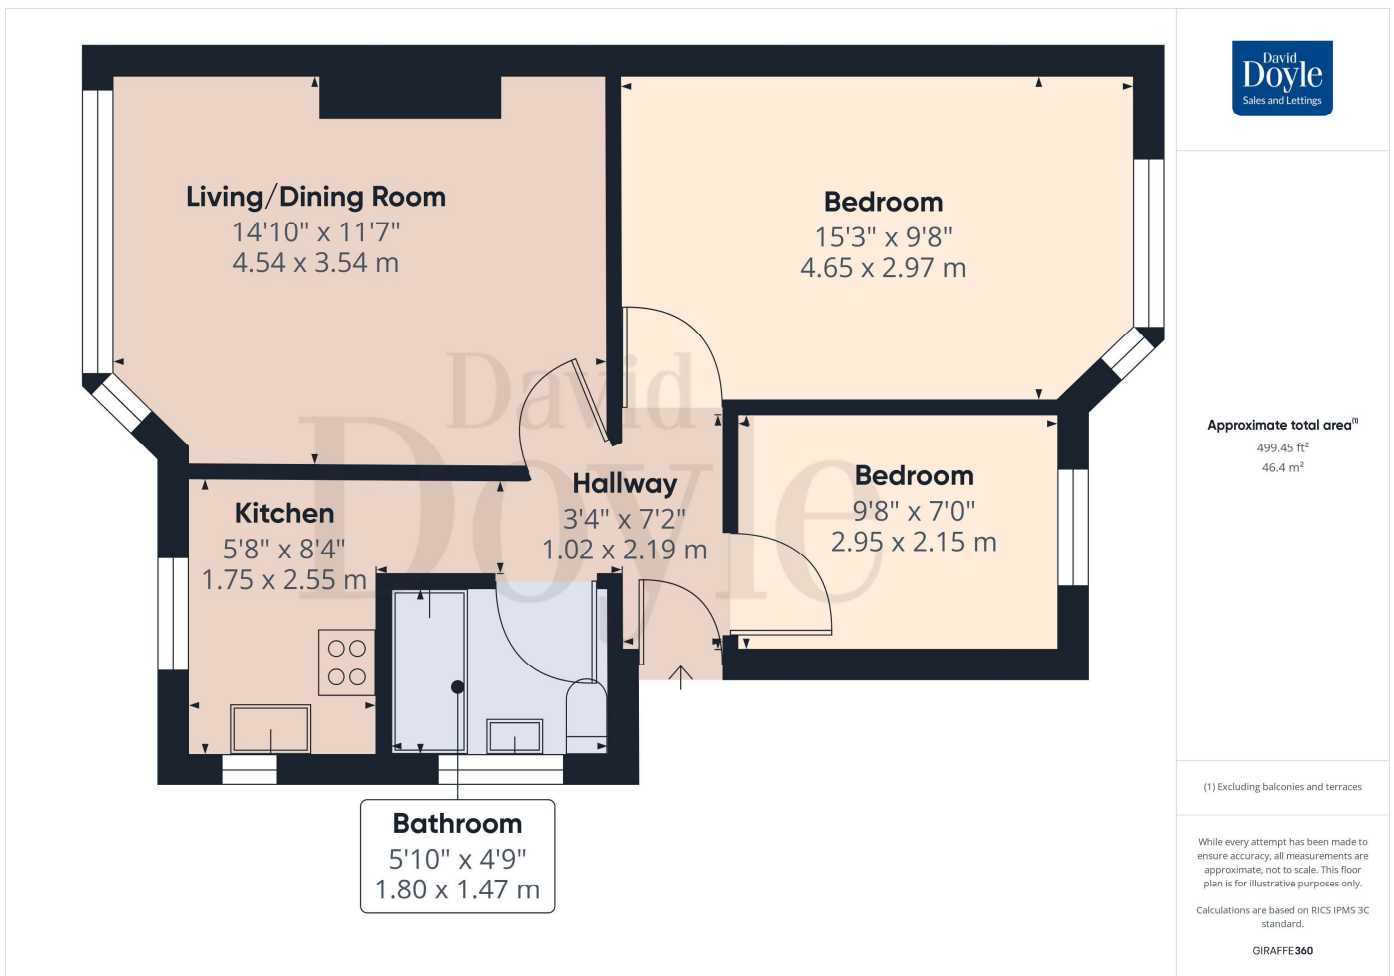 Living/Dining Room
14'10" x 11'7"
4.54 x 3.54 m
Bedroom
15'3" x 9'8"
4.65 x 2.97 m
Kitchen
5'8" x 8'4"
1.75 x 2.55 m
Hallway
3'4" x 7'2"
1.02 x 2.19 m
Bedroom
9'8" x 7'0"
2.95 x 2.15 m
Bathroom
5'10" x 4'9"
1.80 x 1.47 m
David
Doyle
David
Doyle
Sales and Lettings
Approximate total area(1)
499.45 ft²
46.4 m²
(1) Excluding balconies and terraces
While every attempt has been made to
ensure accuracy, all measurements are
approximate, not to scale. This floor
plan is for illustrative purposes only.
Calculations are based on RICS IPMS 3C
standard.
GIRAFFE360